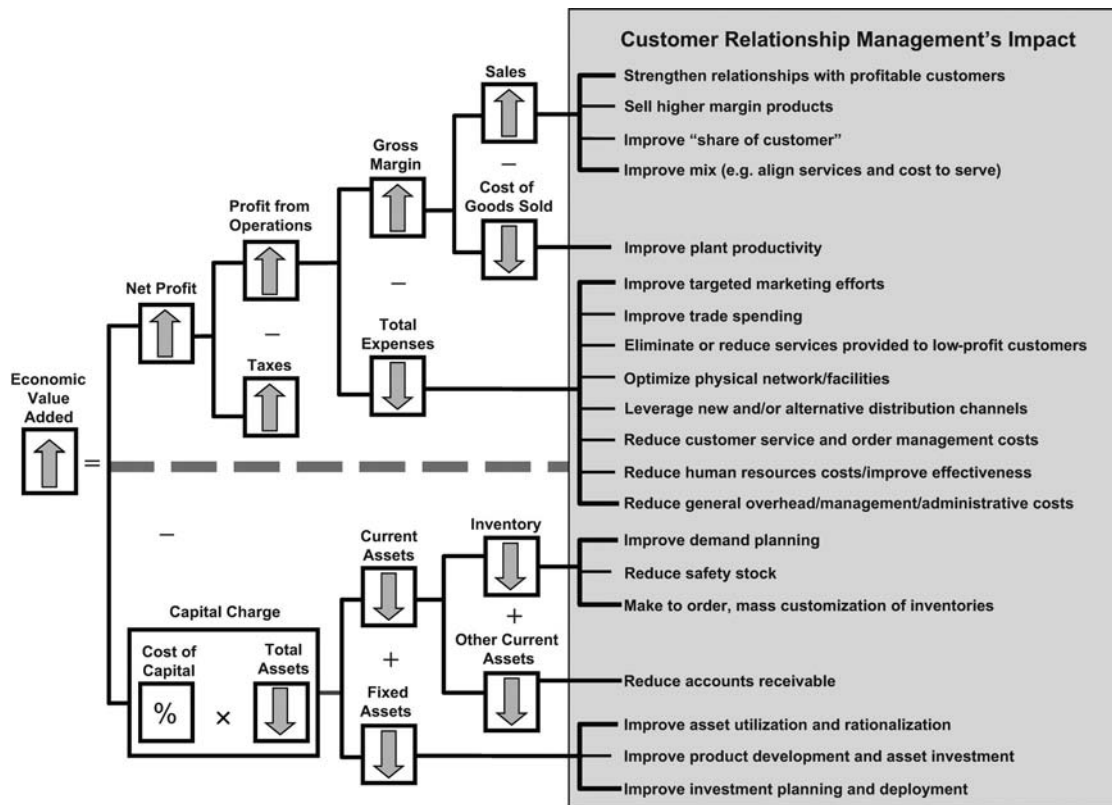 Customer Relationship Management’s Impact
Sales
Strengthen relationships with profitable customers
Sell higher margin products
Improve “share of customer”
Improve mix (e.g. align services and cost to serve)
Gross
Margin
–
Cost of
Goods Sold
Improve plant productivity
Profit from
Operations
–
Net Profit
Total
Expenses
Improve targeted marketing efforts
Improve trade spending
Eliminate or reduce services provided to low-profit customers
Optimize physical network/facilities
Leverage new and/or alternative distribution channels
Reduce customer service and order management costs
Reduce human resources costs/improve effectiveness
Reduce general overhead/management/administrative costs
–
Taxes
Economic
Value
Added
=
–
Inventory
Improve demand planning
Reduce safety stock
Make to order, mass customization of inventories
Current
Assets
+
Other Current
Assets
Reduce accounts receivable
Capital Charge
Cost of
Capital
%
×
Total
Assets
+
Fixed
Assets
Improve asset utilization and rationalization
Improve product development and asset investment
Improve investment planning and deployment